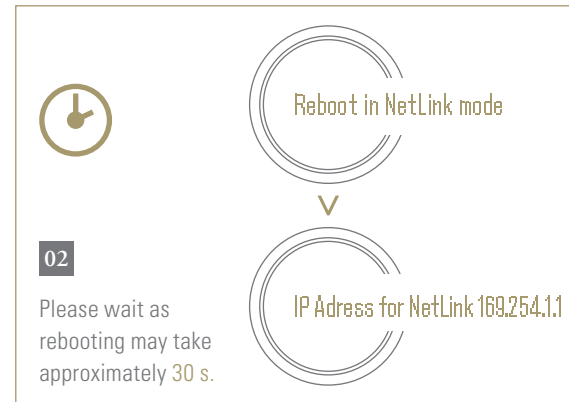 Reboot in NetLink mode
02
Please wait as
rebooting may take
approximately 30 s.
IP Adress for NetLink 169.254.1.1